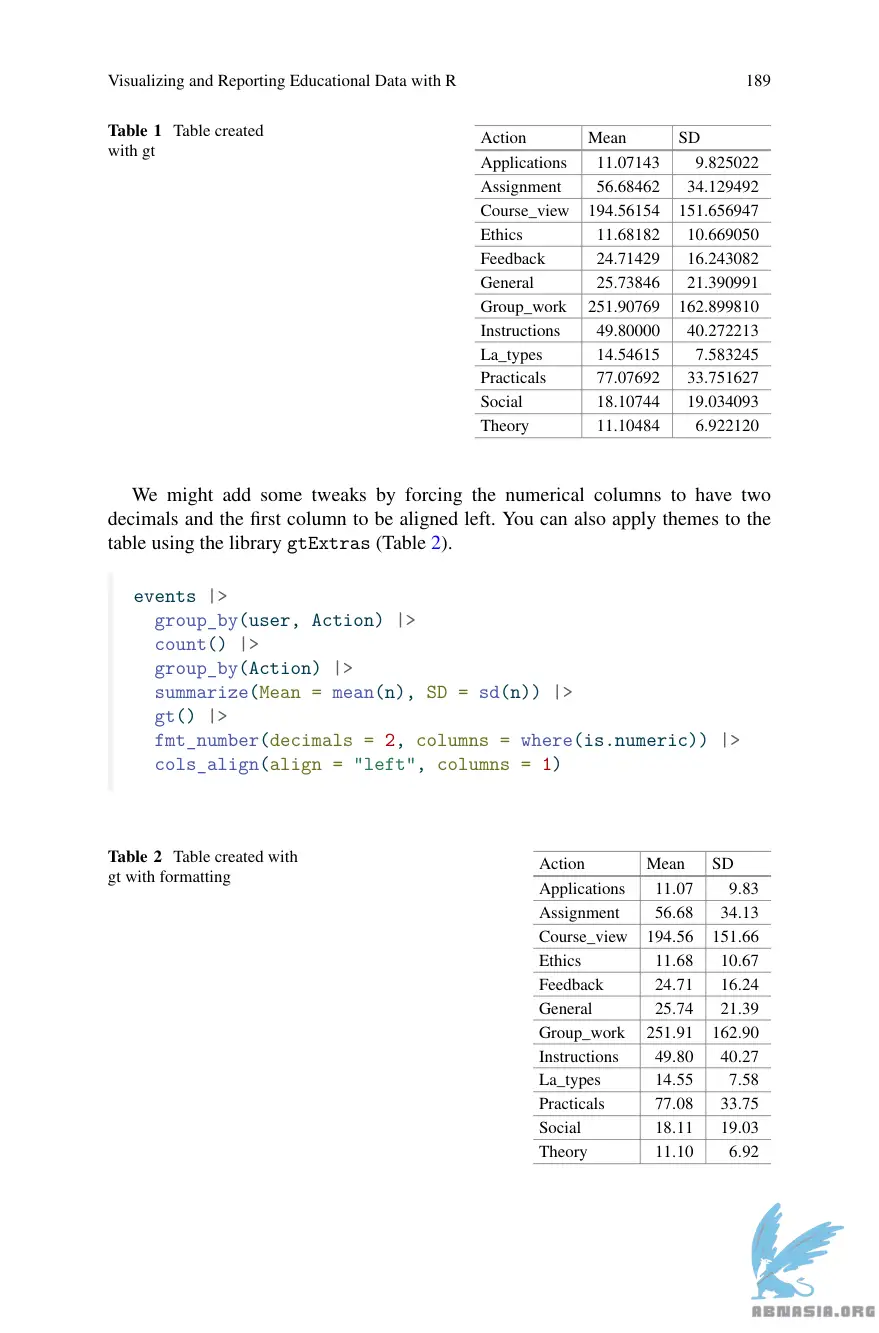 Visualizing and Reporting Educational Data with R 189
Table 1 Table created
with gt
Action Mean SD
Applications 11.07143 9.825022
Assignment 56.68462 34.129492
Course_view 194.56154 151.656947
Ethics 11.68182 10.669050
Feedback 24.71429 16.243082
General 25.73846 21.390991
Group_work 251.90769 162.899810
Instructions 49.80000 40.272213
La_types 14.54615 7.583245
Practicals 77.07692 33.751627
Social 18.10744 19.034093
Theory 11.10484 6.922120
We might add some tweaks by forcing the numerical columns to have two
decimals and the first column to be aligned left. You can also apply themes to the
table using the library gtExtras (Table 2).
events |>
group_by(user, Action) |>
count() |>
group_by(Action) |>
summarize(Mean = mean(n), SD = sd(n)) |>
gt() |>
fmt_number(decimals = 2, columns = where(is.numeric)) |>
cols_align(align = "left", columns = 1)
Table 2 Table created with
gt with formatting
Action Mean SD
Applications 11.07 9.83
Assignment 56.68 34.13
Course_view 194.56 151.66
Ethics 11.68 10.67
Feedback 24.71 16.24
General 25.74 21.39
Group_work 251.91 162.90
Instructions 49.80 40.27
La_types 14.55 7.58
Practicals 77.08 33.75
Social 18.11 19.03
Theory 11.10 6.92
ABNASIA.ORG